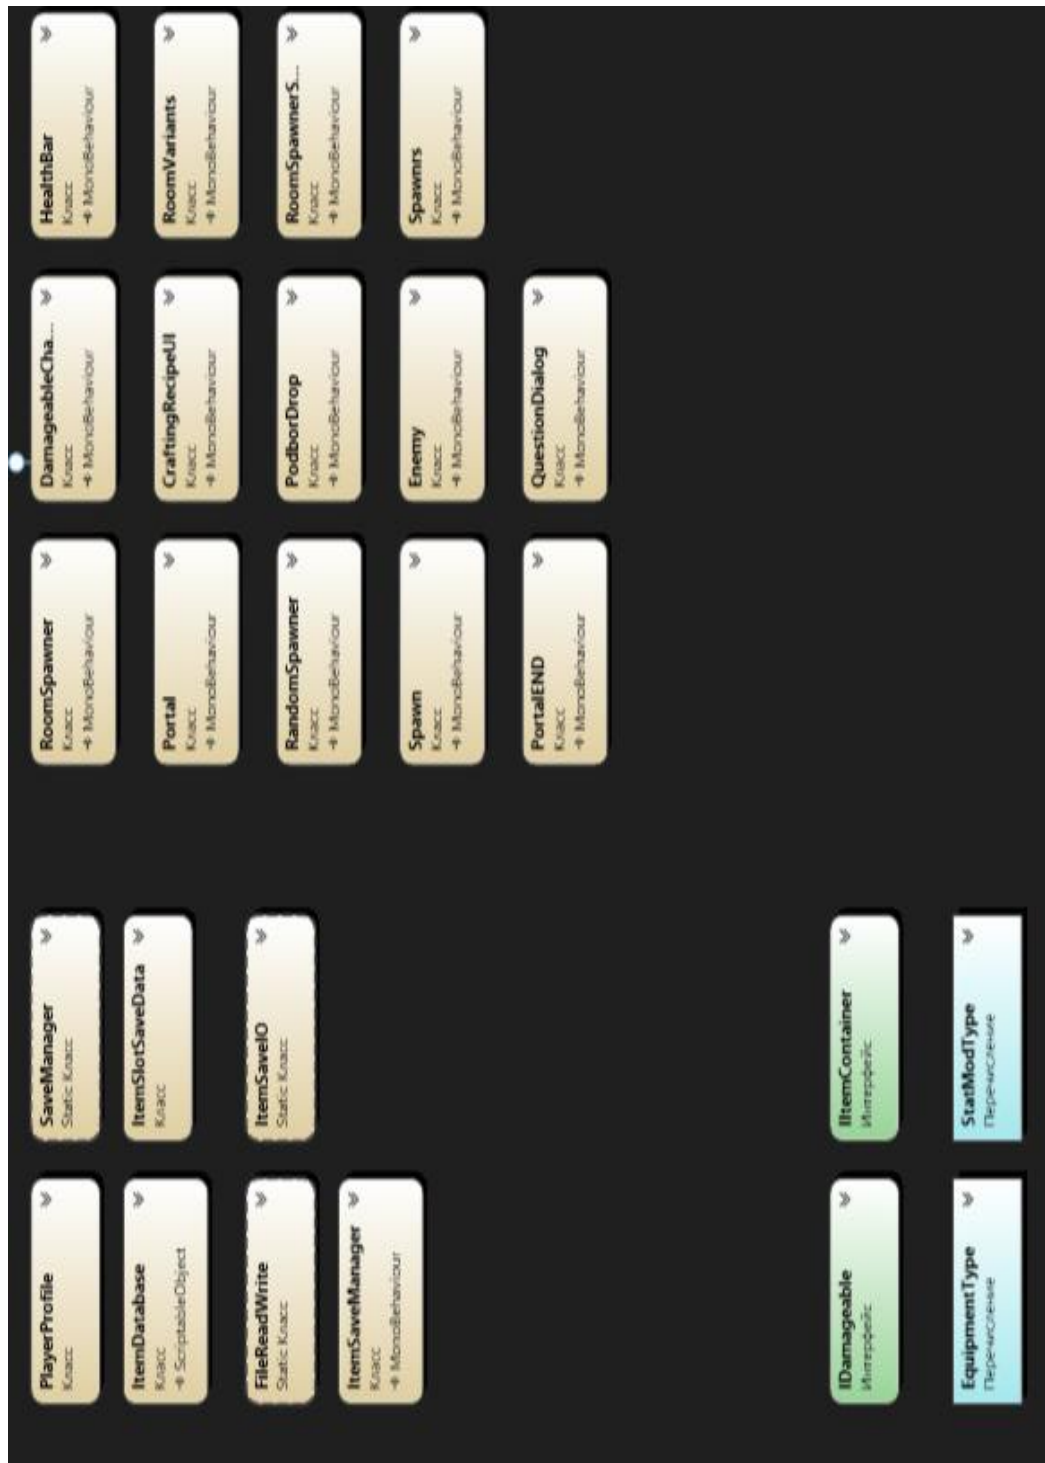 PlayerProfile
Класс
SaveManager
Static Класс
RoomSpawner
Класс
MonoBehaviour
DamageableCha...
Класс
MonoBehaviour
HealthBar
Класс
MonoBehaviour
ItemDatabase
Класс
ScriptableObject
ItemSlotSaveData
Класс
Portal
Класс
MonoBehaviour
CraftingRecipeUI
Класс
MonoBehaviour
RoomVariants
Класс
MonoBehaviour
FileReadWrite
Static Класс
ItemSaveIO
Static Класс
RandomSpawner
Класс
MonoBehaviour
PodborDrop
Класс
MonoBehaviour
RoomSpawnerS...
Класс
MonoBehaviour
ItemSaveManager
Класс
MonoBehaviour
Spawn
Класс
MonoBehaviour
Enemy
Класс
MonoBehaviour
Spawnrs
Класс
MonoBehaviour
PortalEND
Класс
MonoBehaviour
QuestionDialog
Класс
MonoBehaviour
IDamageable
Интерфейс
IItemContainer
Интерфейс
EquipmentType
Перечисление
StatModType
Перечисление